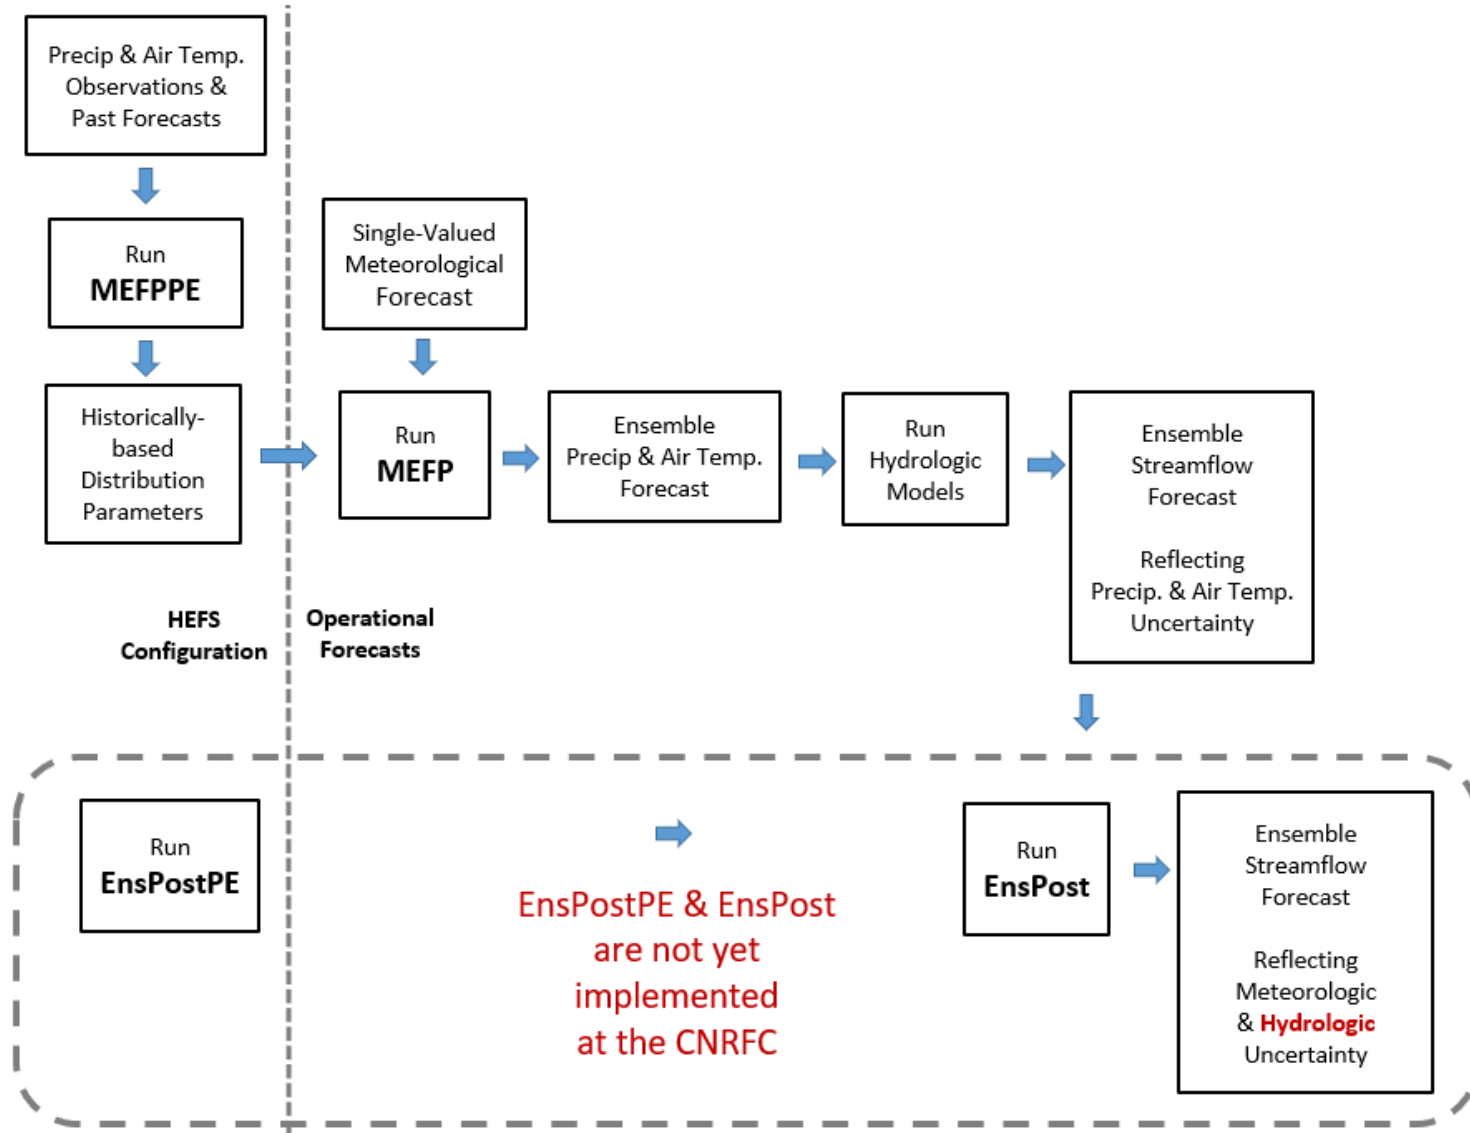 Precip & Air Temp.
Observations &
Past Forecasts
Run
MEFPPE
Historically-
based
Distribution
Parameters
Single-Valued
Meteorological
Forecast
Run
MEFP
Ensemble
Precip & Air Temp.
Forecast
Run
Hydrologic
Models
Ensemble
Streamflow
Forecast
Reflecting
Precip. & Air Temp.
Uncertainty
HEFS
Configuration
Operational
Forecasts
Run
EnsPostPE
EnsPostPE & EnsPost
are not yet
implemented
at the CNRFC
Run
EnsPost
Ensemble
Streamflow
Forecast
Reflecting
Meteorologic
& Hydrologic
Uncertainty